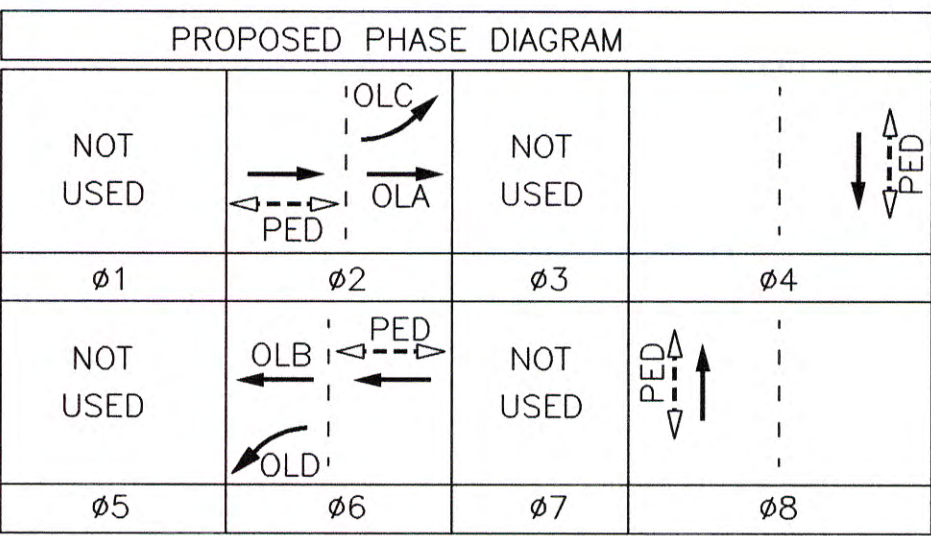 PROPOSED PHASE DIAGRAM
NOT
USED
OLC
OLA
PED
NOT
USED
PED
ø1
ø2
ø3
ø4
NOT
USED
OLB
PED
OLD
NOT
USED
PED
ø5
ø6
ø7
ø8